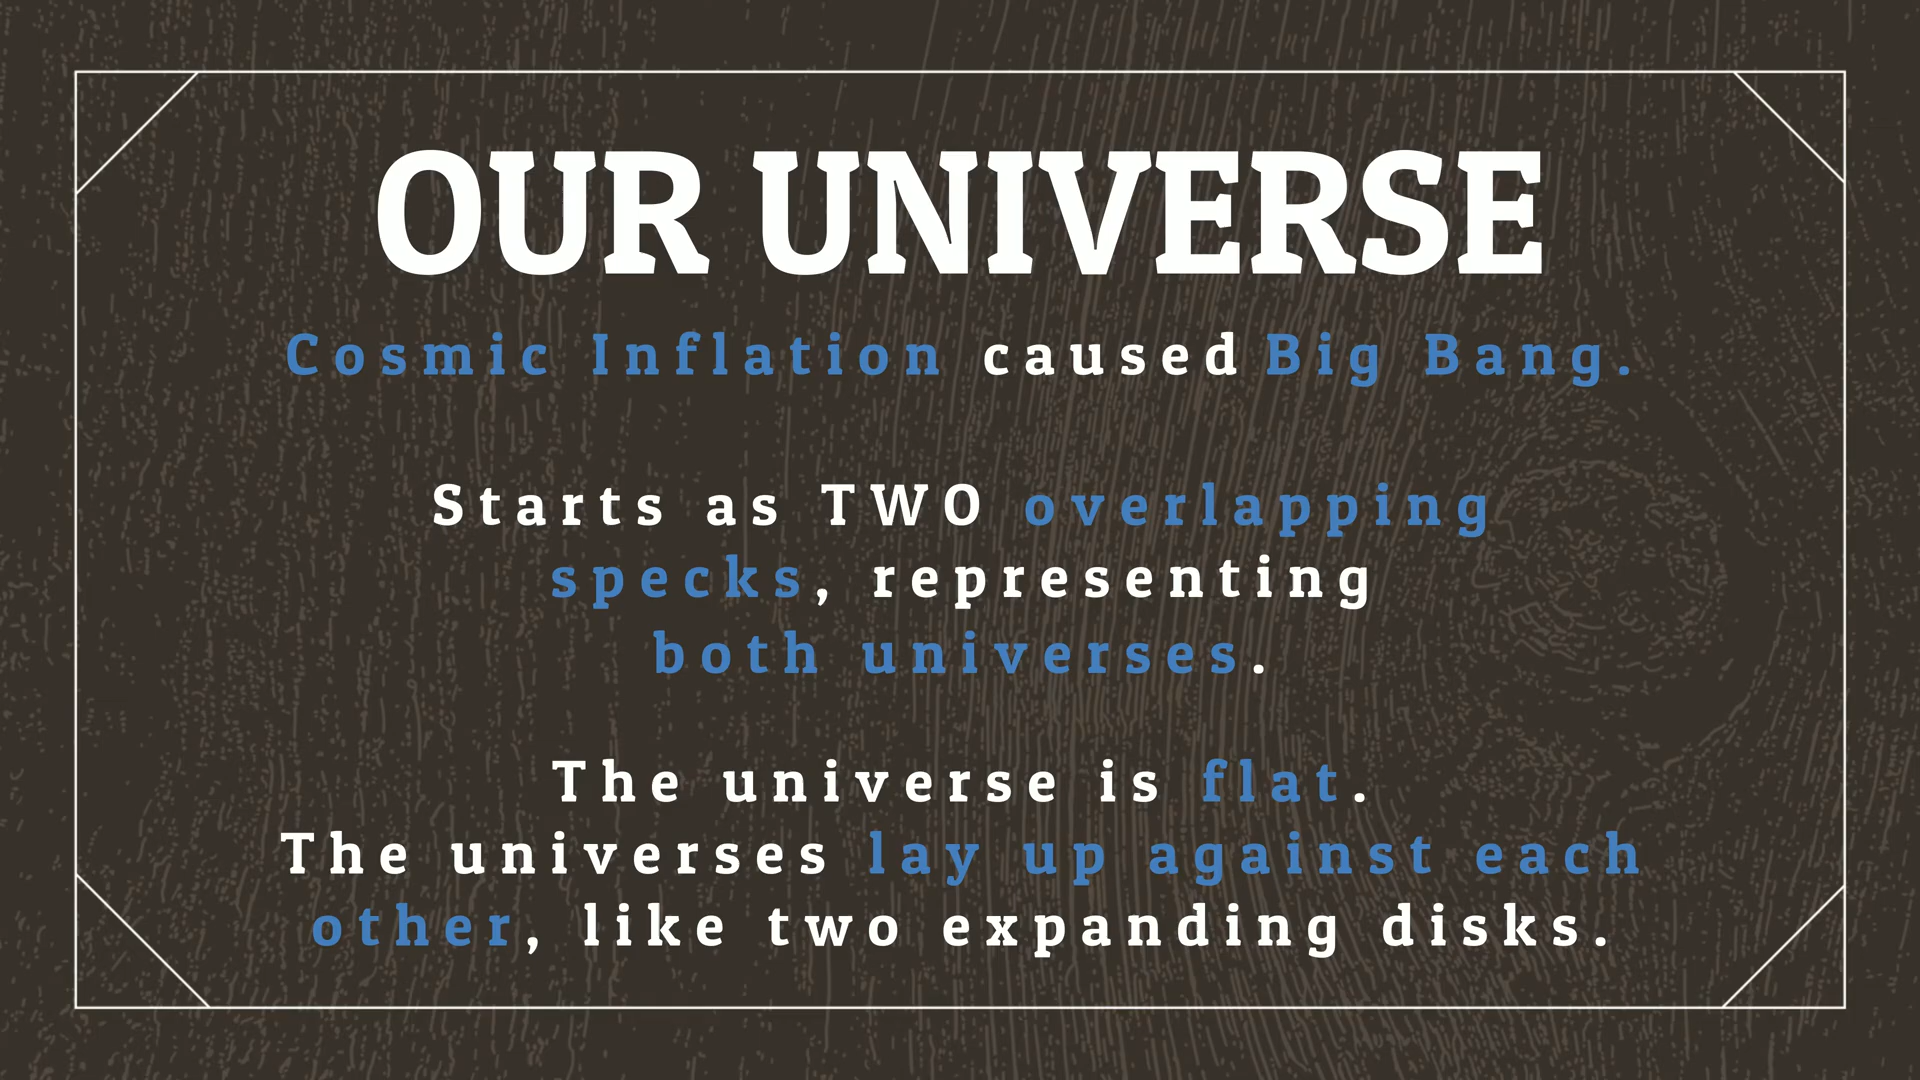 OUR UNIVERSE
Cosmic Inflation caused Big Bang.
Starts as TWO overlapping
specks, representing
both universes.
The universe is flat.
The universes lay up against each
other, like two expanding disks.